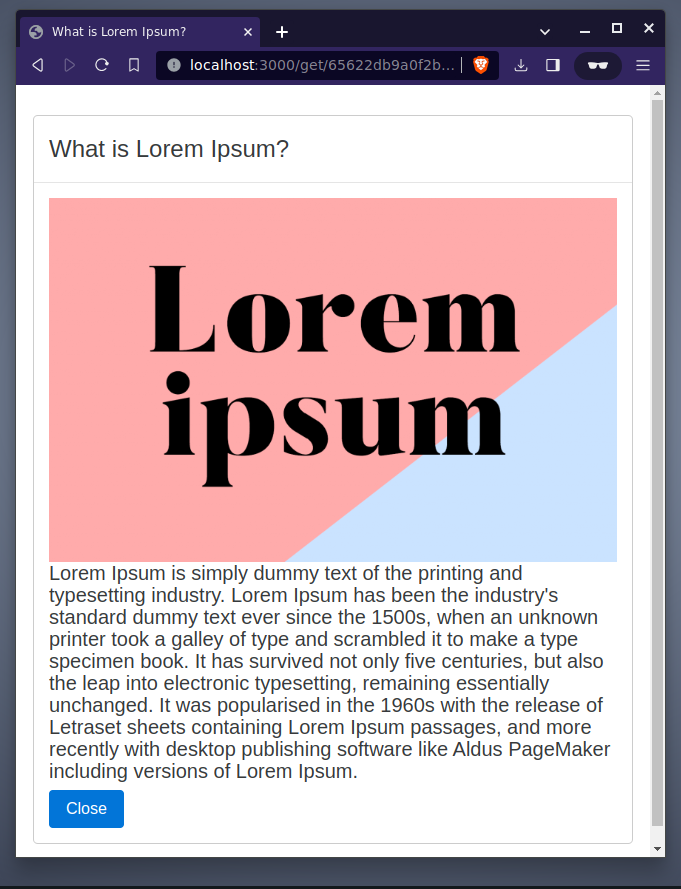 What is Lorem Ipsum?
localhost:3000/get/65622db9a0f2b...
What is Lorem Ipsum?
Lorem
ipsum
Lorem Ipsum is simply dummy text of the printing and
typesetting industry. Lorem Ipsum has been the industry's
standard dummy text ever since the 1500s, when an unknown
printer took a galley of type and scrambled it to make a type
specimen book. It has survived not only five centuries, but also
the leap into electronic typesetting, remaining essentially
unchanged. It was popularised in the 1960s with the release of
Letraset sheets containing Lorem Ipsum passages, and more
recently with desktop publishing software like Aldus PageMaker
including versions of Lorem Ipsum.
Close